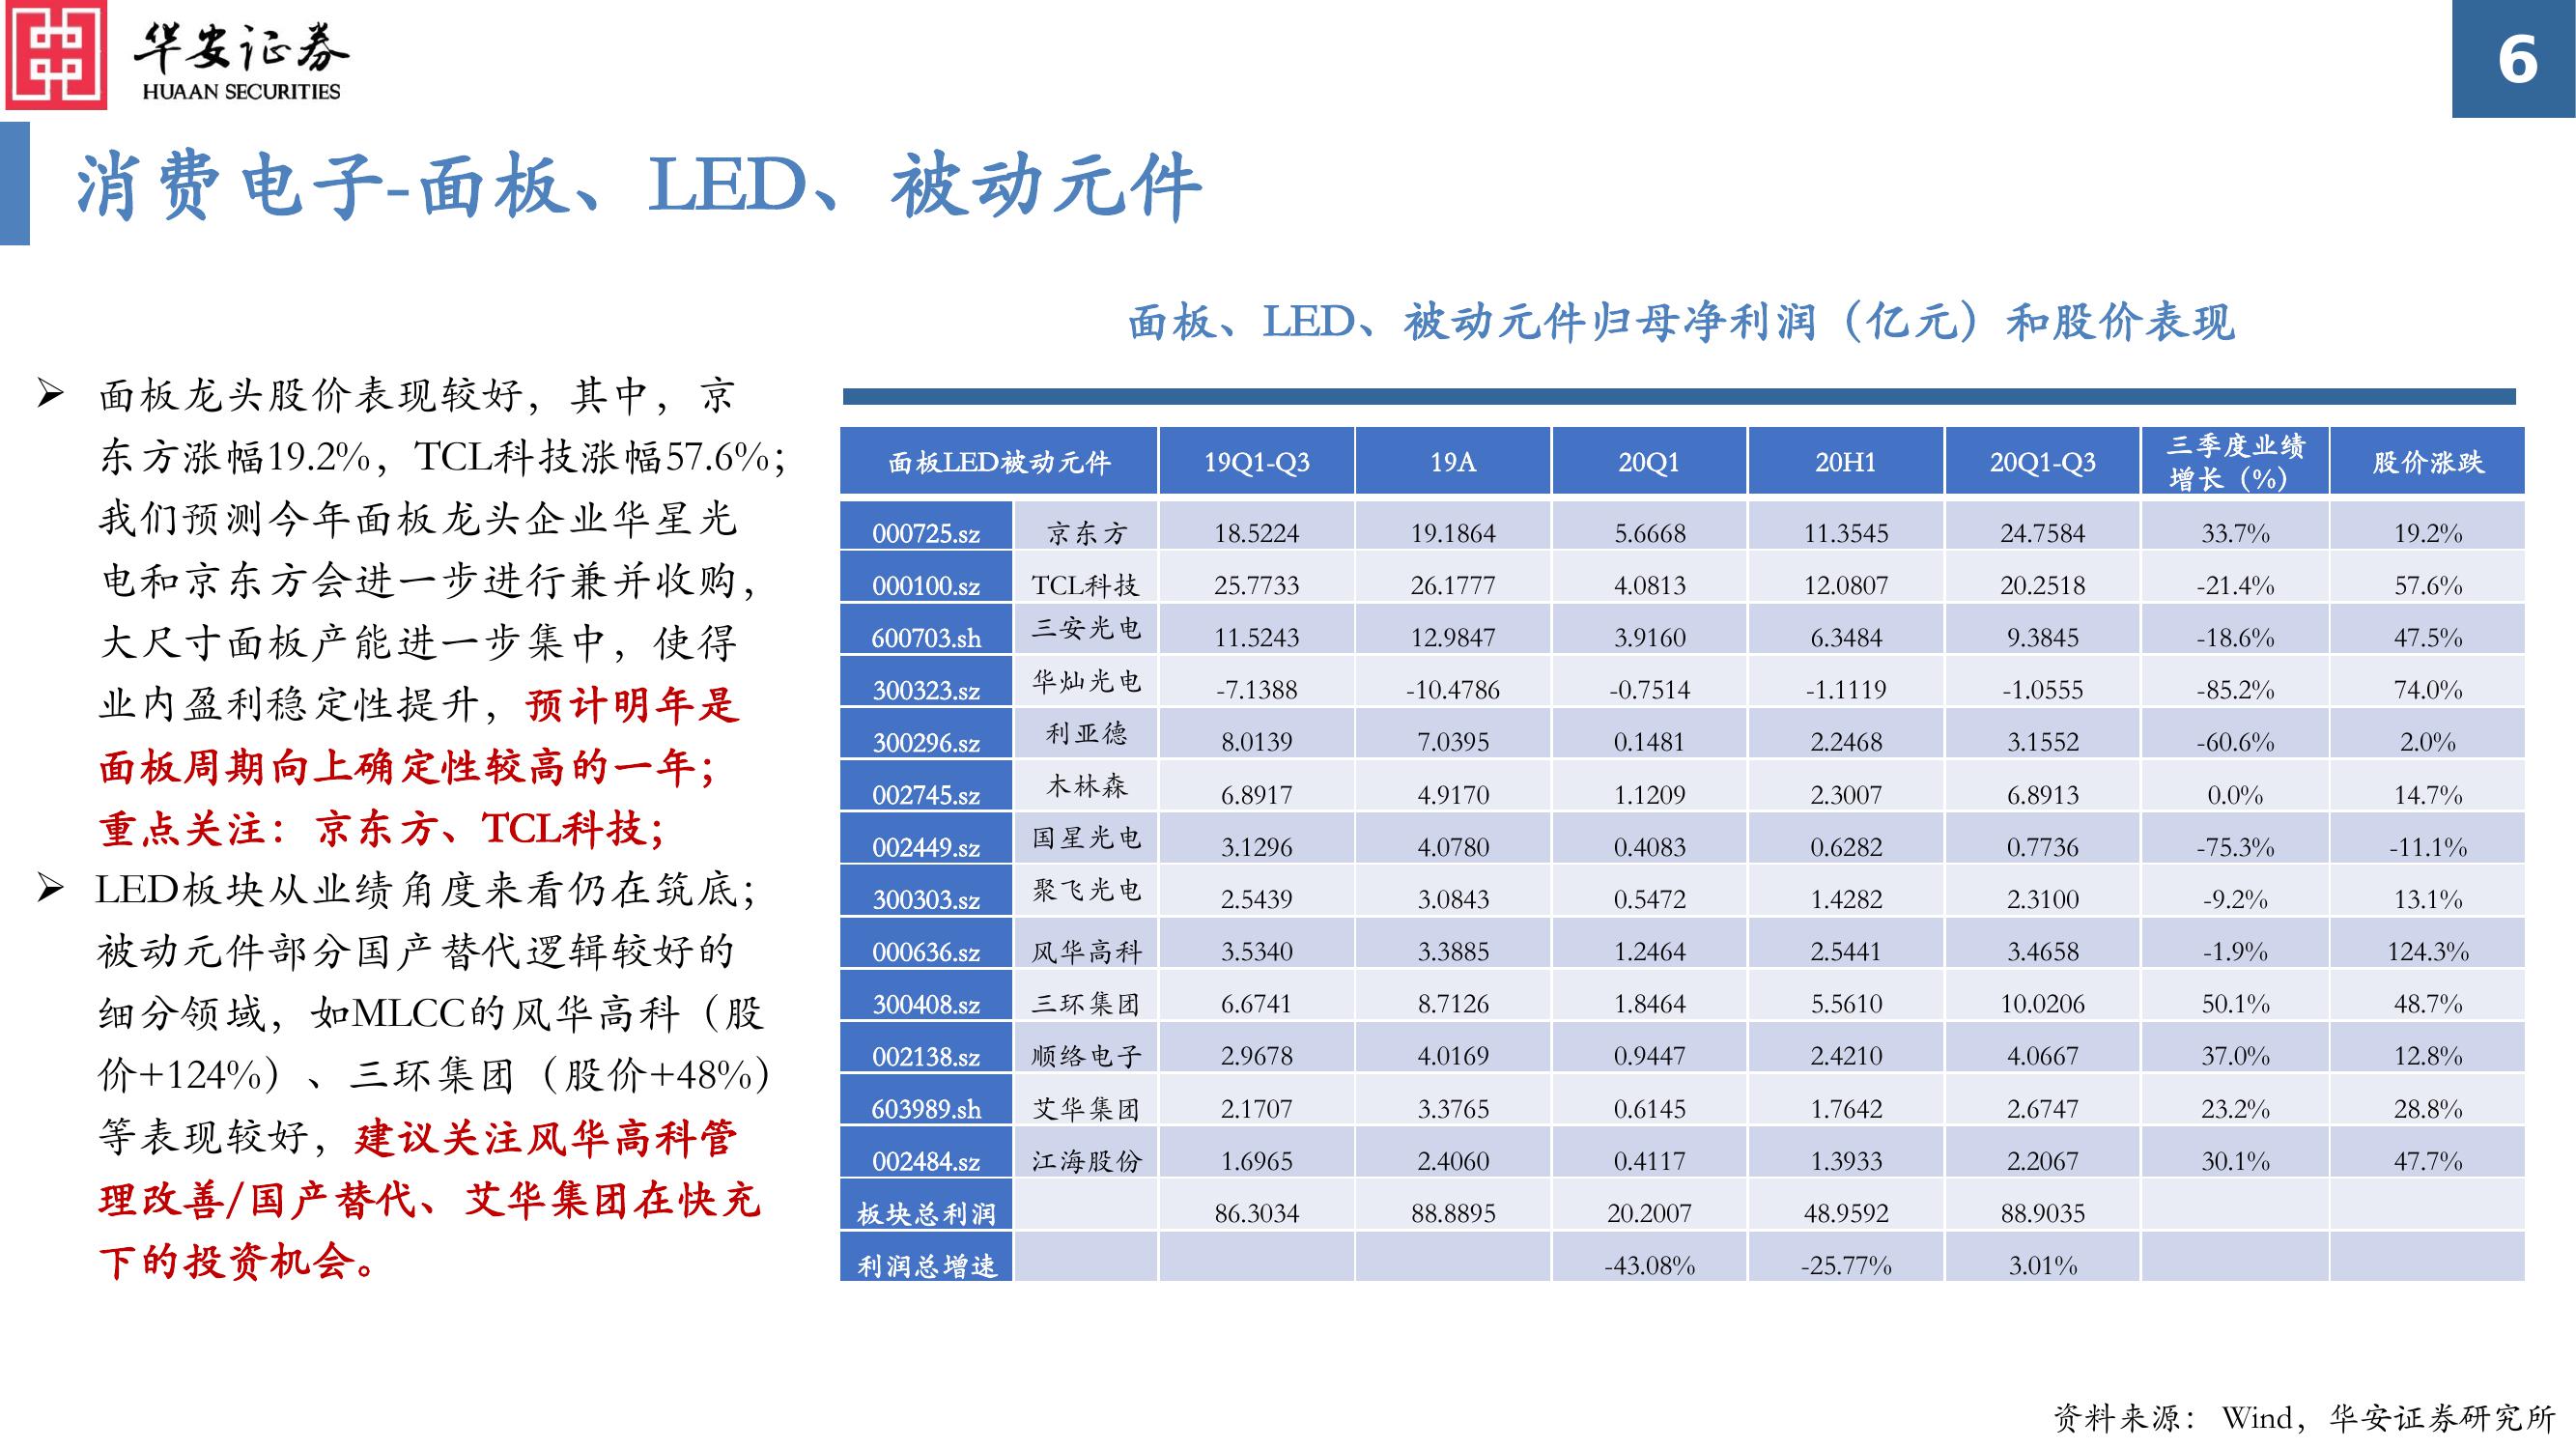 华安证券
HUAAN SECURITIES
6
消费电子-面板、LED、被动元件
面板、LED、被动元件归母净利润（亿元）和股价表现
➢ 面板龙头股价表现较好，其中，京
东方涨幅19.2%，TCL科技涨幅57.6%；
我们预测今年面板龙头企业华星光
电和京东方会进一步进行兼并收购，
大尺寸面板产能进一步集中，使得
业内盈利稳定性提升，预计明年是
面板周期向上确定性较高的一年；
重点关注：京东方、TCL科技；
➢ LED板块从业绩角度来看仍在筑底；
被动元件部分国产替代逻辑较好的
细分领域，如MLCC的风华高科（股
价+124%）、三环集团（股价+48%）
等表现较好，建议关注风华高科管
理改善/国产替代、艾华集团在快充
下的投资机会。
面板LED被动元件 19Q1-Q3 19A 20Q1 20H1 20Q1-Q3 三季度业绩增长（%） 股价涨跌
000725.sz 京东方 18.5224 19.1864 5.6668 11.3545 24.7584 33.7% 19.2%
000100.sz TCL科技 25.7733 26.1777 4.0813 12.0807 20.2518 -21.4% 57.6%
600703.sh 三安光电 11.5243 12.9847 3.9160 6.3484 9.3845 -18.6% 47.5%
300323.sz 华灿光电 -7.1388 -10.4786 -0.7514 -1.1119 -1.0555 -85.2% 74.0%
300296.sz 利亚德 8.0139 7.0395 0.1481 2.2468 3.1552 -60.6% 2.0%
002745.sz 木林森 6.8917 4.9170 1.1209 2.3007 6.8913 0.0% 14.7%
002449.sz 国星光电 3.1296 4.0780 0.4083 0.6282 0.7736 -75.3% -11.1%
300303.sz 聚飞光电 2.5439 3.0843 0.5472 1.4282 2.3100 -9.2% 13.1%
000636.sz 风华高科 3.5340 3.3885 1.2464 2.5441 3.4658 -1.9% 124.3%
300408.sz 三环集团 6.6741 8.7126 1.8464 5.5610 10.0206 50.1% 48.7%
002138.sz 顺络电子 2.9678 4.0169 0.9447 2.4210 4.0667 37.0% 12.8%
603989.sh 艾华集团 2.1707 3.3765 0.6145 1.7642 2.6747 23.2% 28.8%
002484.sz 江海股份 1.6965 2.4060 0.4117 1.3933 2.2067 30.1% 47.7%
板块总利润 86.3034 88.8895 20.2007 48.9592 88.9035
利润总增速 -43.08% -25.77% 3.01%
资料来源： Wind，华安证券研究所